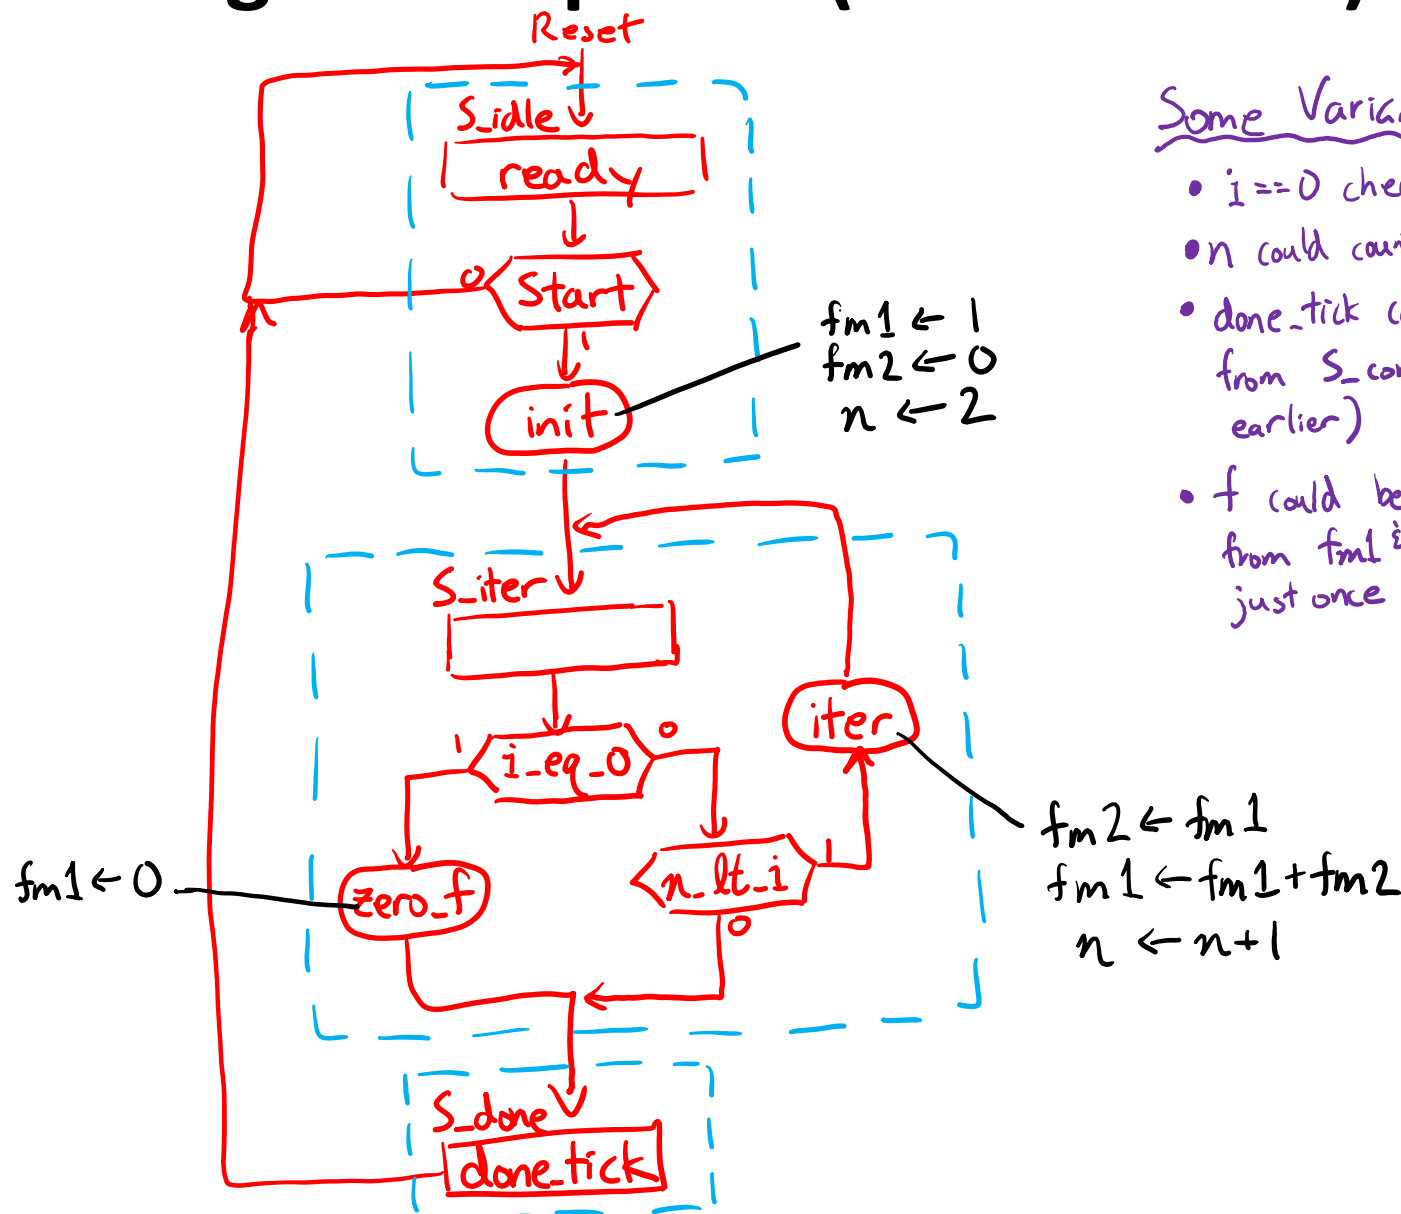 Reset
S_idle
ready
0
Start
1
init
fm1 ← 1
fm2 ← 0
n ← 2
S_iter
1
i_eq_0
0
iter
fm2 ← fm1
fm1 ← fm1 + fm2
n ← n+1
n_lt_i
1
0
fm1 ← 0
zero_f
S_done
done_tick
Some
• i == 0
• n could
• done_tick
from
earlier)
• f could
from fm1 &
just once